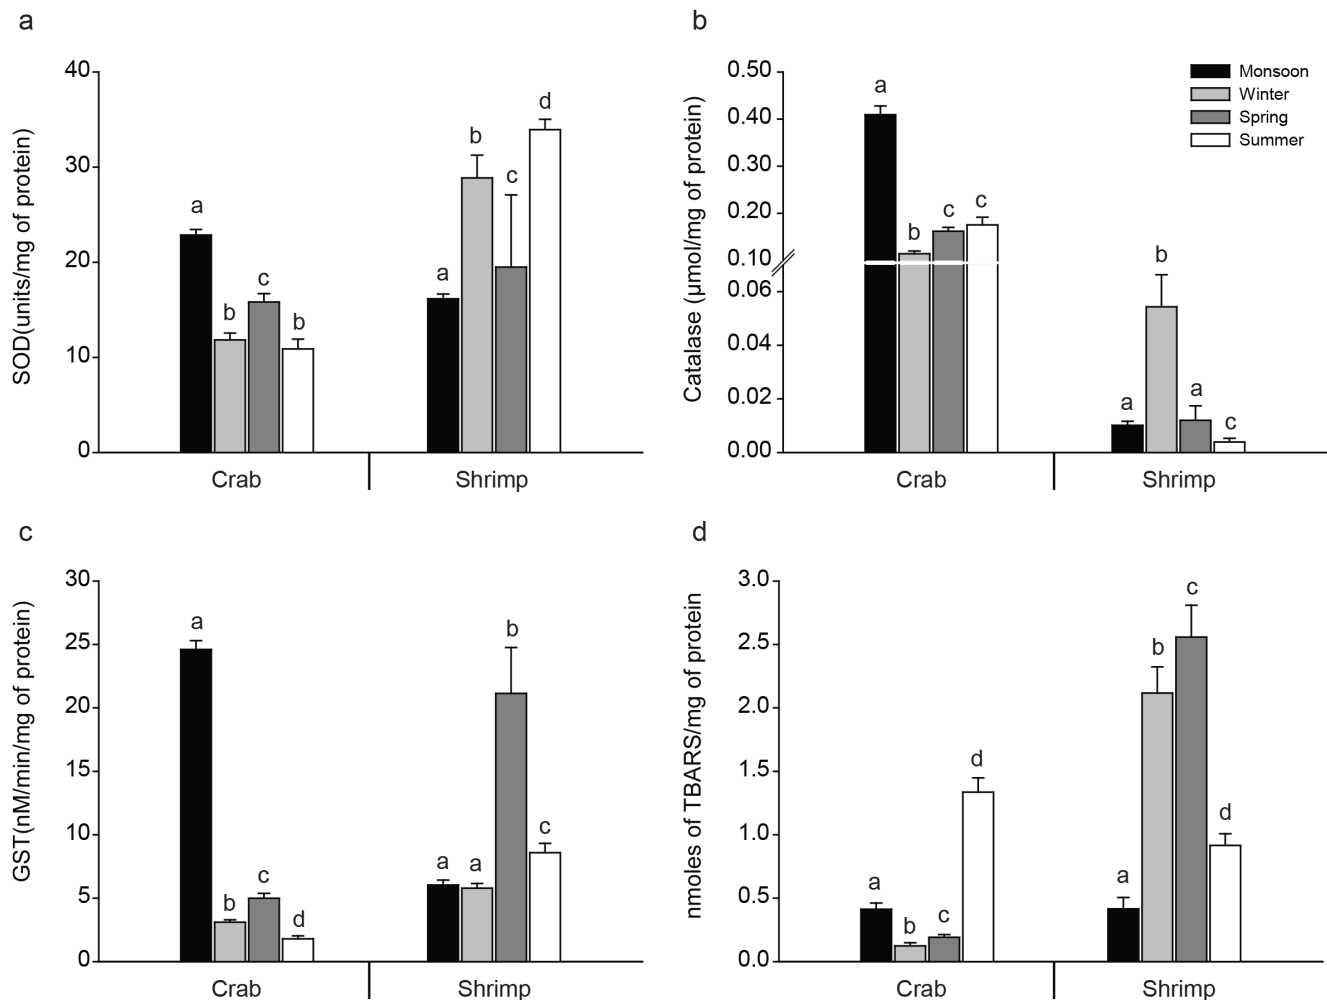 a
SOD(units/mg of protein)
40
30
20
10
0
a
b
c
b
a
b
c
d
Crab
Shrimp
b
Catalase (μmol/mg of protein)
0.50
0.40
0.30
0.20
0.10
0.06
0.04
0.02
0.00
a
b
c
c
a
b
a
c
Monsoon
Winter
Spring
Summer
Crab
Shrimp
c
GST(nM/min/mg of protein)
30
25
20
15
10
5
0
a
b
c
d
a
a
b
c
Crab
Shrimp
d
nmoles of TBARS/mg of protein
3.0
2.5
2.0
1.5
1.0
0.5
0.0
a
b
c
d
a
b
c
d
Crab
Shrimp